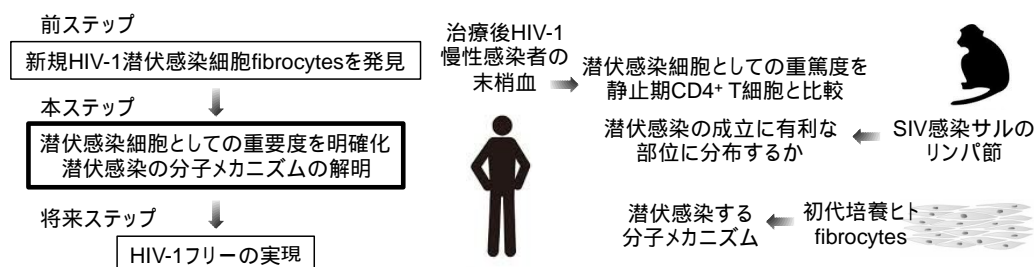 前ステップ
新規HIV-1潜伏感染細胞fibrocytesを発見
本ステップ
潜伏感染細胞としての重要度を明確化
潜伏感染の分子メカニズムの解明
将来ステップ
HIV-1フリーの実現
治療後HIV-1
慢性感染者の
末梢血
潜伏感染細胞としての重篤度を
静止期CD4+ T細胞と比較
潜伏感染の成立に有利な
部位に分布するか
SIV感染サルの
リンパ節
潜伏感染する
分子メカニズム
初代培養ヒト
fibrocytes